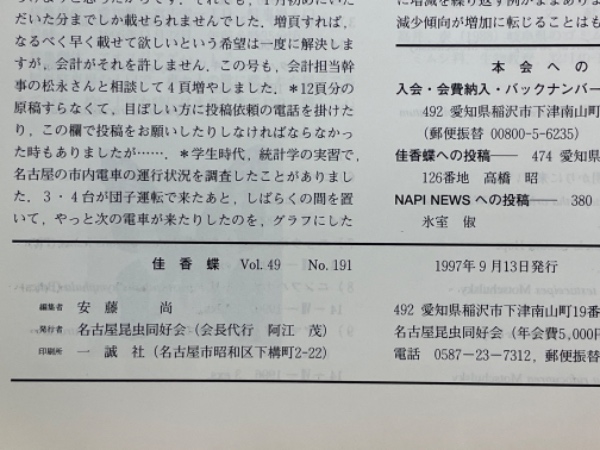 だいた分までしか載せられませんでした．増頁すれば，
なるべく早く載せて欲しいという希望は一度に解決しま
すが，会計がそれを許しません．この号も，会計担当幹
事の松永さんと相談して4頁増やしました．＊12頁分の
原稿すらなくて，目ぼしい方に投稿依頼の電話を掛けた
り，この欄で投稿をお願いしたりしなければならなかっ
た時もありましたが……．＊学生時代，統計学の実習で，
名古屋の市内電車の運行状況を調査したことがありまし
た．3・4台が団子運転で来たあと，しばらくの間を置
いて，やっと次の電車が来たりしたのを，グラフにした
減少傾向が増加に転じることはも
本会への
入会・会費納入・バックナンバー
492 愛知県稲沢市下津南山町
(郵便振替 00800-5-6235)
佳香蝶への投稿── 474 愛知県
126番地 高橋 昭
NAPI NEWS への投稿── 380
氷室 俶
佳香蝶 Vol. 49 No. 191
編集者 安藤 尚
発行者 名古屋昆虫同好会（会長代行 阿江 茂）
印刷所 一誠社（名古屋市昭和区下構町2-22）
1997年9月13日発行
492 愛知県稲沢市下津南山町19番
名古屋昆虫同好会（年会費5,000円
電話 0587-23-7312, 郵便振替